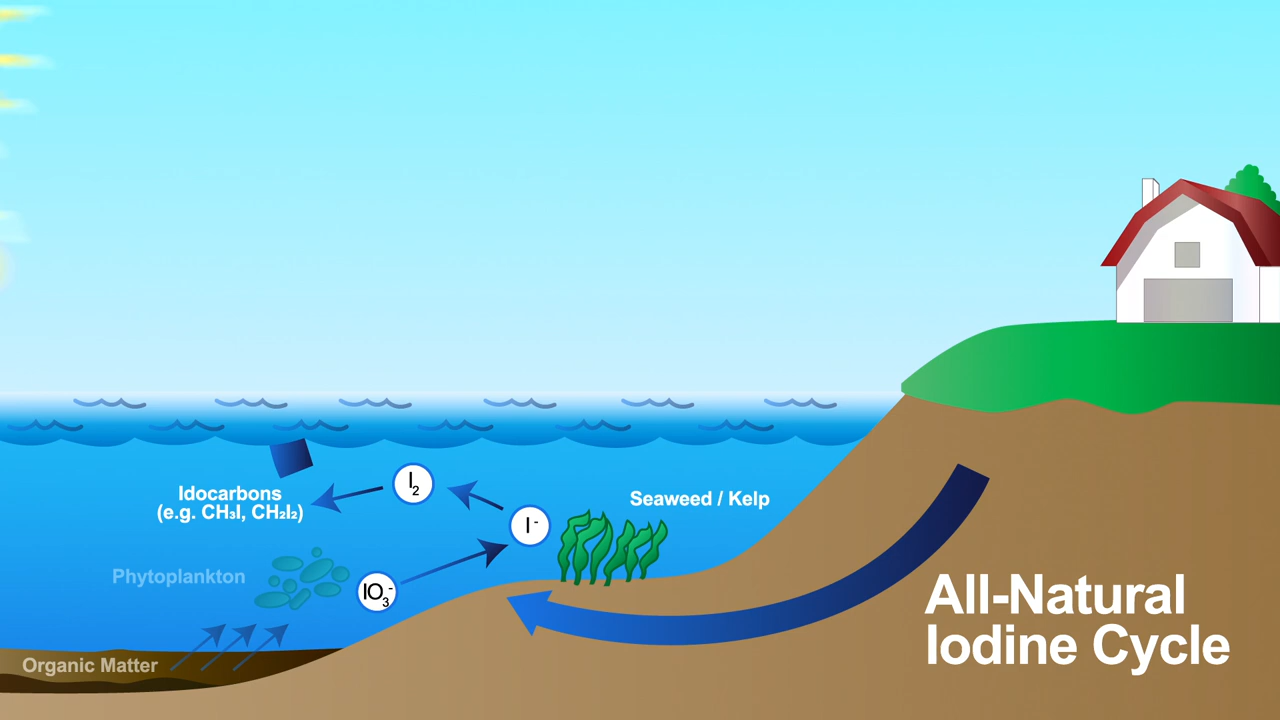 Idocarbons
(e.g. CH₃I, CH₂I₂)
I₂
I⁻
Seaweed / Kelp
Phytoplankton
IO₃⁻
Organic Matter
All-Natural
Iodine Cycle